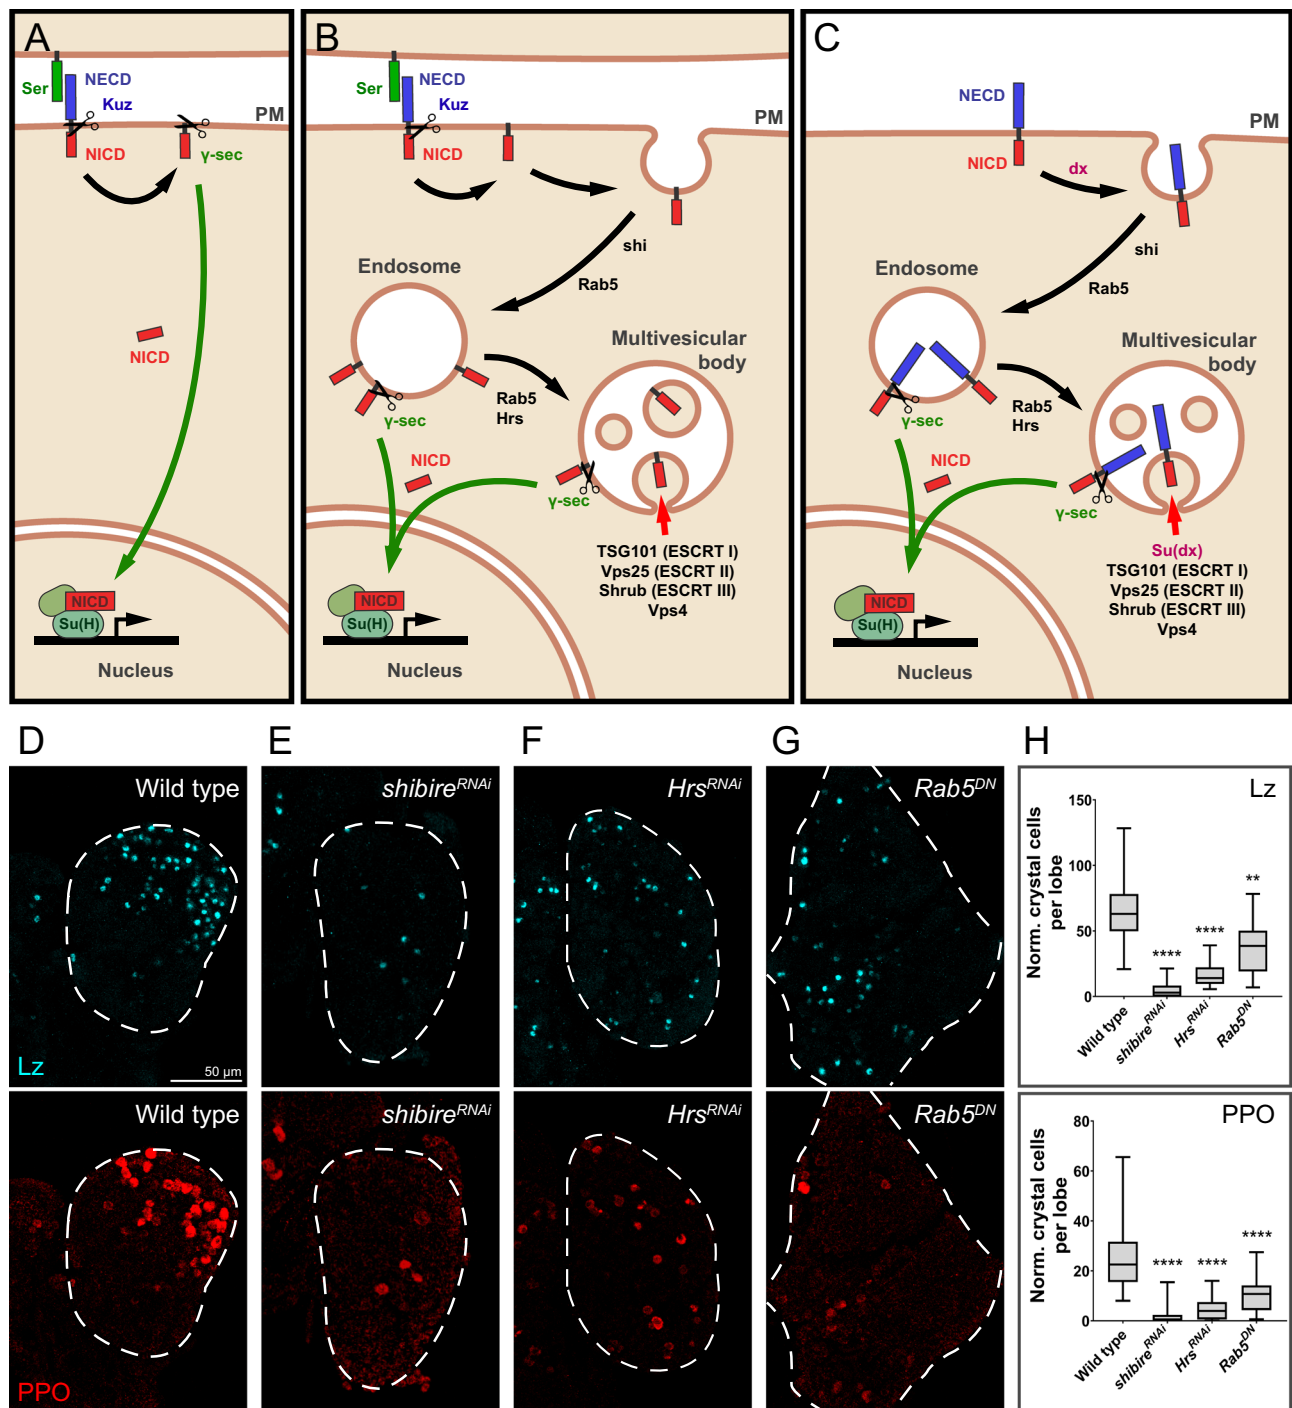 A
Ser
NECD
Kuz
PM
NICD
γ-sec
NICD
NICD
Su(H)
Nucleus
B
Ser
NECD
Kuz
PM
NICD
shi
Rab5
Endosome
Multivesicular
body
Rab5
Hrs
γ-sec
NICD
γ-sec
TSG101 (ESCRT I)
Vps25 (ESCRT II)
Shrub (ESCRT III)
Vps4
NICD
Su(H)
Nucleus
C
NECD
PM
NICD
dx
shi
Rab5
Endosome
Multivesicular
body
Rab5
Hrs
γ-sec
NICD
γ-sec
Su(dx)
TSG101 (ESCRT I)
Vps25 (ESCRT II)
Shrub (ESCRT III)
Vps4
NICD
Su(H)
Nucleus
D
Wild type
Lz
50 µm
Wild type
PPO
E
shibireRNAi
shibireRNAi
F
HrsRNAi
HrsRNAi
G
Rab5DN
Rab5DN
H
Lz
Norm. crystal cells
per lobe
150
100
50
0
**
****
****
Wild type
shibireRNAi
HrsRNAi
Rab5DN
PPO
Norm. crystal cells
per lobe
80
60
40
20
0
****
****
****
Wild type
shibireRNAi
HrsRNAi
Rab5DN